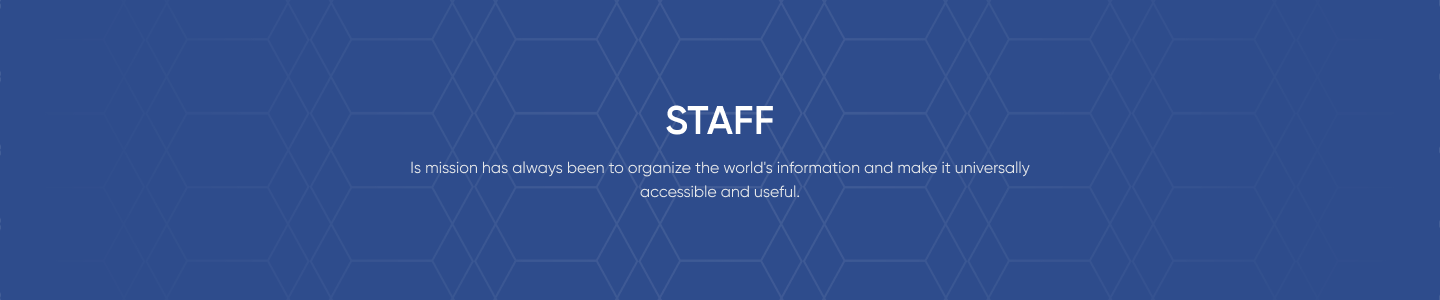 STAFF
Is mission has always been to organize the world's information and make it universally
accessible and useful.